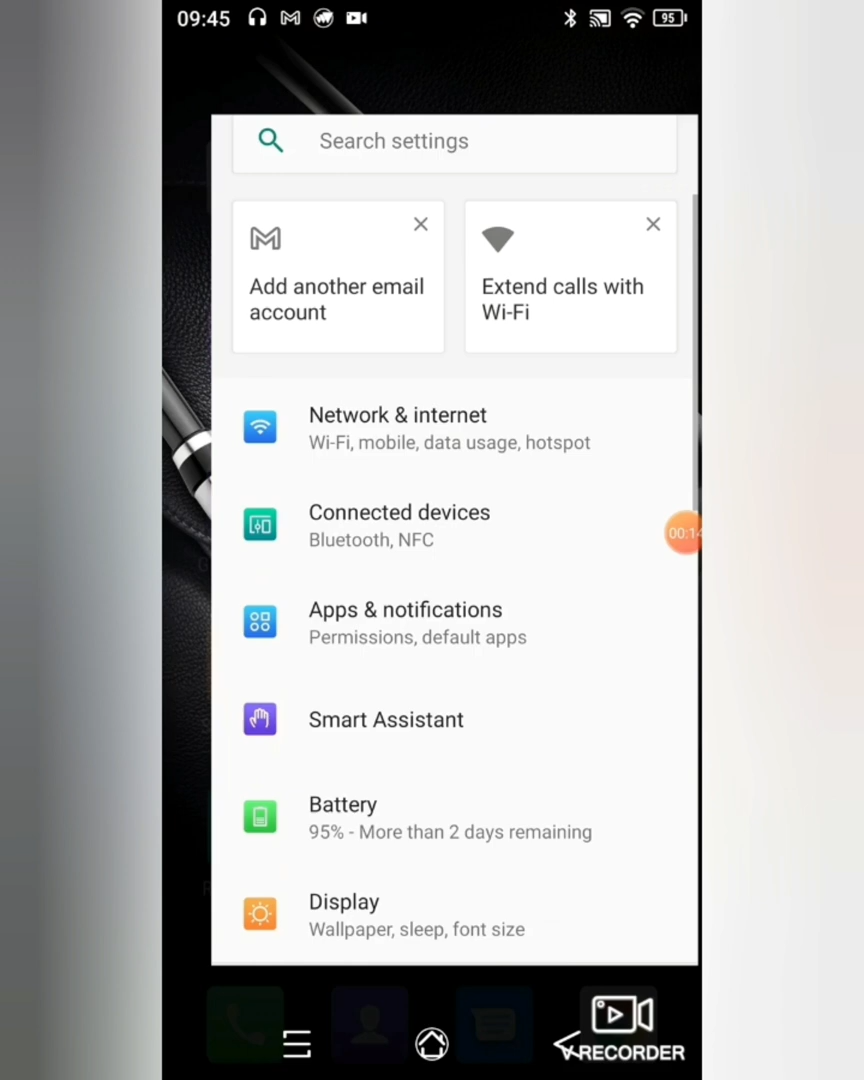 09:45
95
Search settings
Add another email
account
Extend calls with
Wi-Fi
Network & internet
Wi-Fi, mobile, data usage, hotspot
Connected devices
Bluetooth, NFC
00:14
Apps & notifications
Permissions, default apps
Smart Assistant
Battery
95% - More than 2 days remaining
Display
Wallpaper, sleep, font size
V-RECORDER